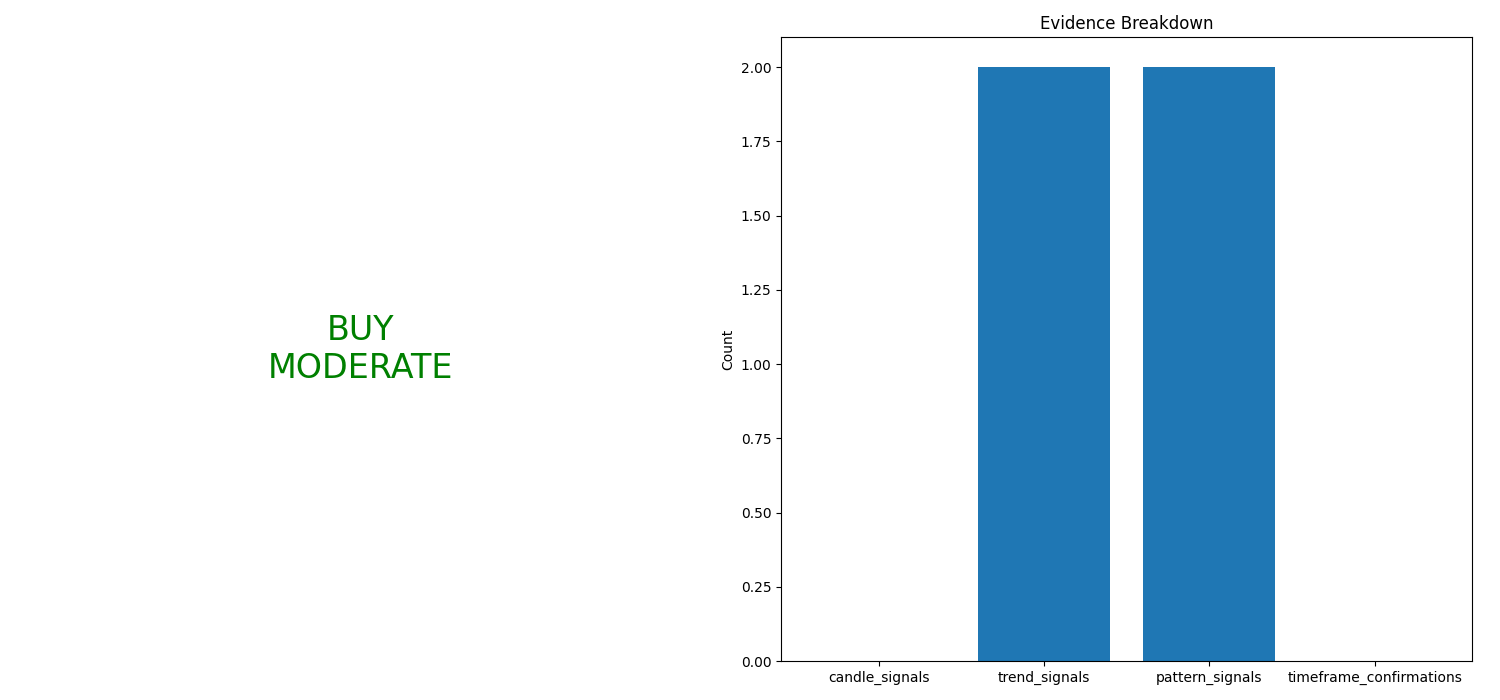 BUY
MODERATE
Evidence Breakdown
Count
2.00
1.75
1.50
1.25
1.00
0.75
0.50
0.25
0.00
candle_signals
trend_signals
pattern_signals
timeframe_confirmations